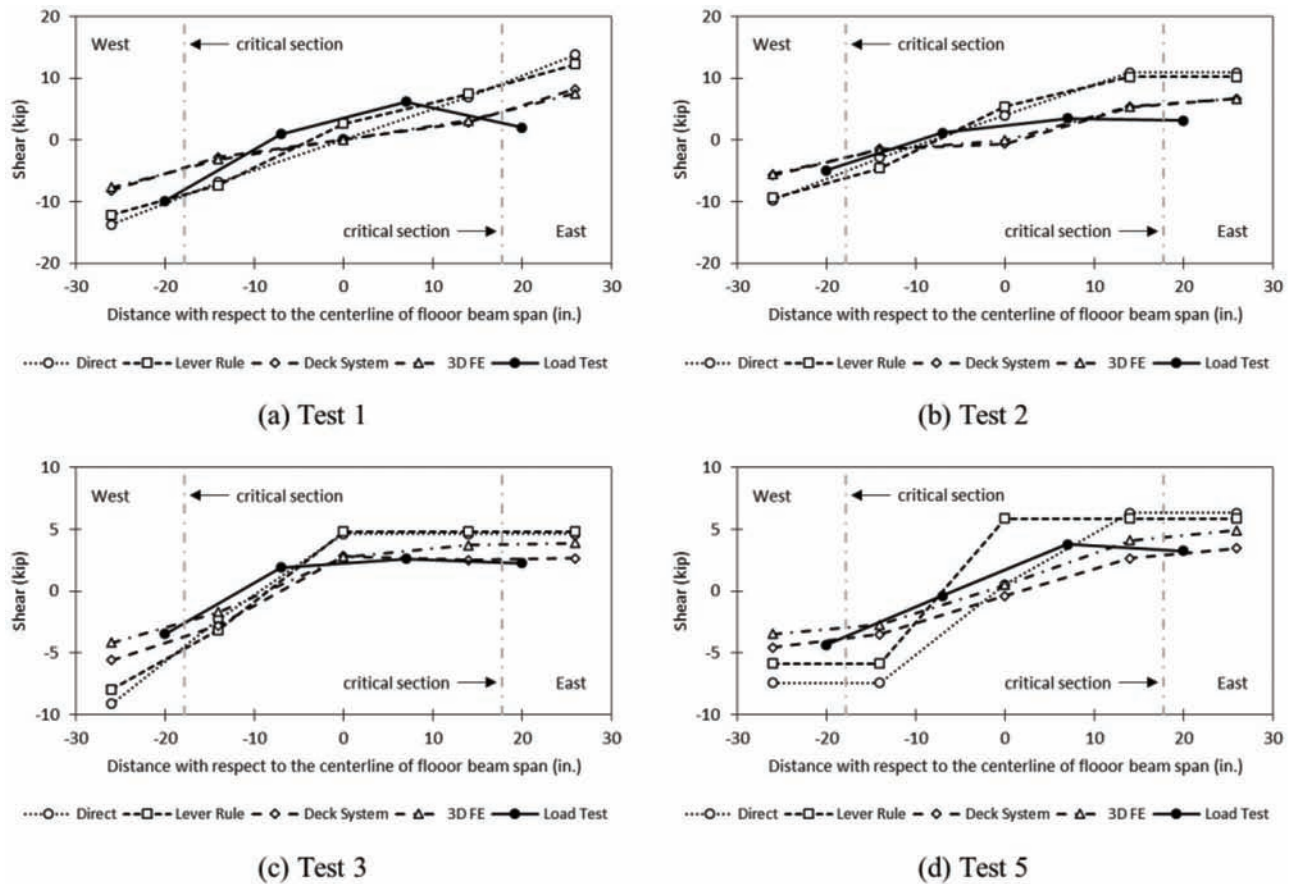 West
critical section
critical section
East
Shear (kip)
20
10
0
-10
-20
-30 -20 -10 0 10 20 30
Distance with respect to the centerline of flooor beam span (in.)
Direct Lever Rule Deck System 3D FE Load Test
(a) Test 1
West
critical section
critical section
East
Shear (kip)
20
10
0
-10
20
-30 -20 -10 0 10 20 30
Distance with respect to the centerline of flooor beam span (in.)
Direct Lever Rule Deck System 3D FE Load Test
(b) Test 2
West
critical section
critical section
East
Shear (kip)
10
5
0
-5
-10
-30 -20 -10 0 10 20 30
Distance with respect to the centerline of flooor beam span (in.)
Direct Lever Rule Deck System 3D FE Load Test
(c) Test 3
West
critical section
critical section
East
Shear (kip)
10
5
0
-5
-10
-30 -20 -10 0 10 20 30
Distance with respect to the centerline of flooor beam span (in.)
Direct Lever Rule Deck System 3D FE Load Test
(d) Test 5